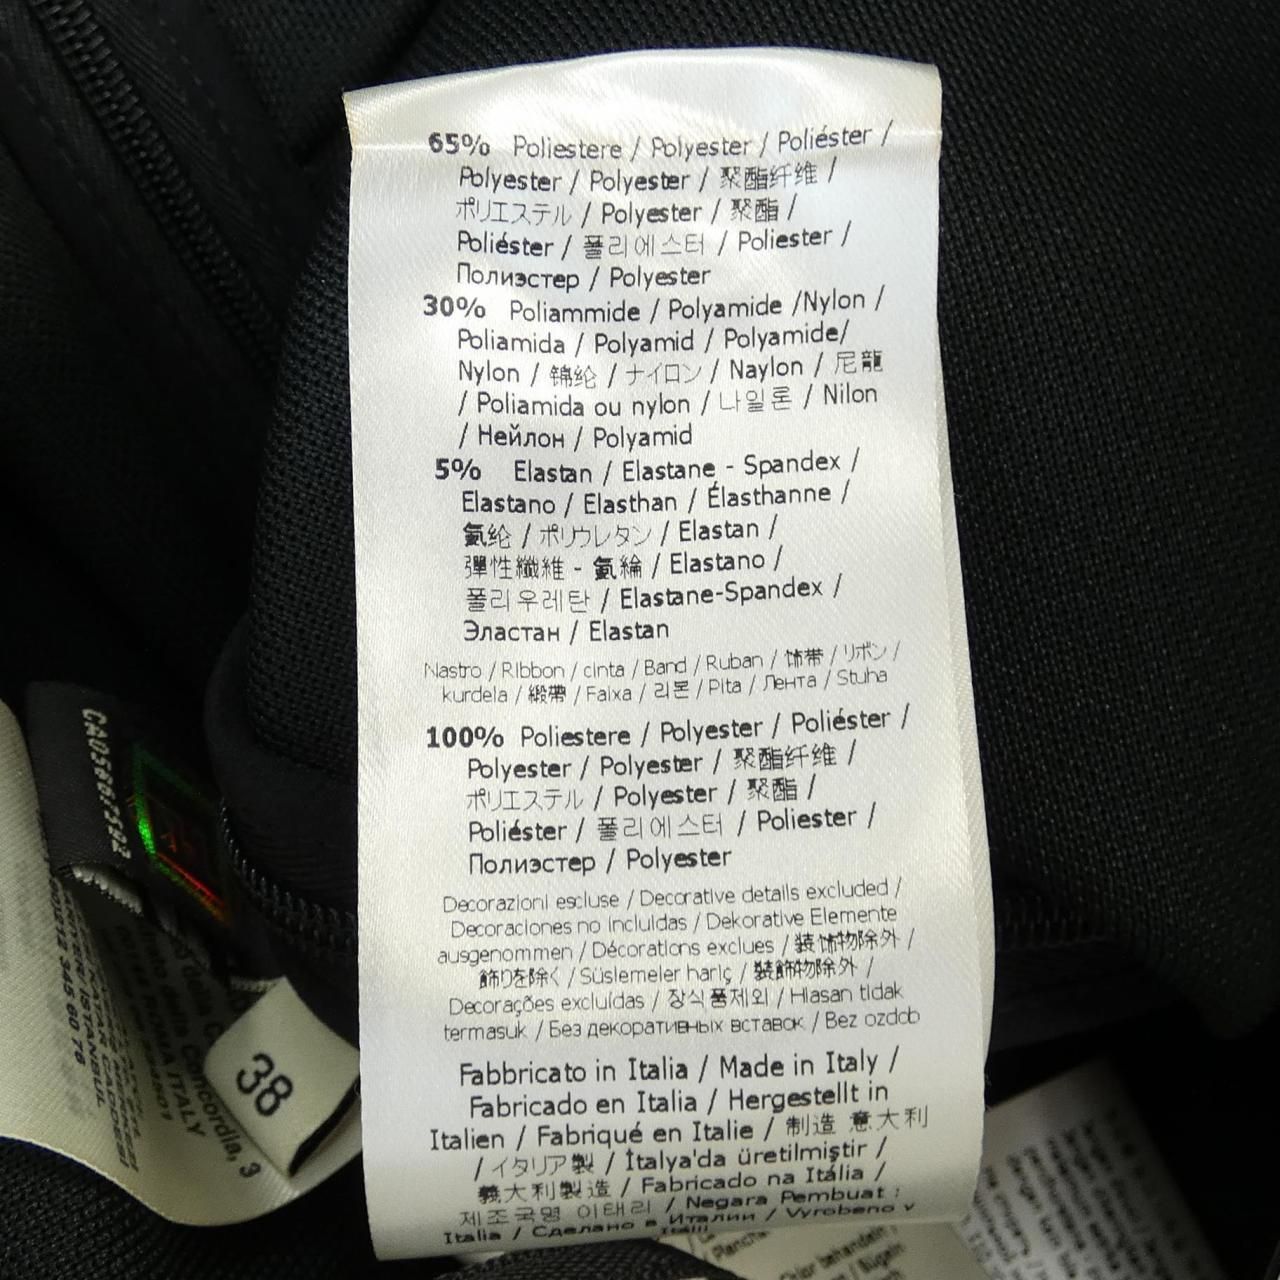 65% Poliestere / Polyester / Poliéster /
Polyester / Polyester / 聚酯纤维 /
ポリエステル / Polyester / 聚酯 /
Poliéster / 폴리에스터 / Poliester /
Полиэстер / Polyester
30% Poliammide / Polyamide /Nylon /
Poliamida / Polyamid / Polyamide/
Nylon / 锦纶 / ナイロン / Naylon / 尼龍
/ Poliamida ou nylon / 나일론 / Nilon
/ Нейлон / Polyamid
5% Elastan / Elastane - Spandex /
Elastano / Elasthan / Élasthanne /
氨纶 / ポリウレタン / Elastan /
彈性纖維 - 氨綸 / Elastano /
폴리우레탄 / Elastane-Spandex /
Эластан / Elastan
Nastro / Ribbon / cinta / Band / Ruban / 饰带 / リボン /
kurdela / 緞帶 / Faixa / 리본 / Pita / Лента / Stuha
100% Poliestere / Polyester / Poliéster /
Polyester / Polyester / 聚酯纤维 /
ポリエステル / Polyester / 聚酯 /
Poliéster / 폴리에스터 / Poliester /
Полиэстер / Polyester
Decorazioni escluse / Decorative details excluded /
Decoraciones no incluidas / Dekorative Elemente
ausgenommen / Décorations exclues / 装饰物除外 /
飾りを除く / Süslemeler hariç / 裝飾物除外 /
Decorações excluídas / 장식품제외 / Hiasan tidak
termasuk / Без декоративных вставок / Bez ozdob
Fabbricato in Italia / Made in Italy /
Fabricado en Italia / Hergestellt in
Italien / Fabriqué en Italie / 制造 意大利
/ イタリア製 / İtalya'da üretilmiştir /
義大利製造 / Fabricado na Itália /
제조국명 이태리 / Negara Pembuat :
Italia / Сделано в Италии / Vyrobeno v
Itálii
38
della Concordia, 3
ROMA ITALY
ISTANBUL